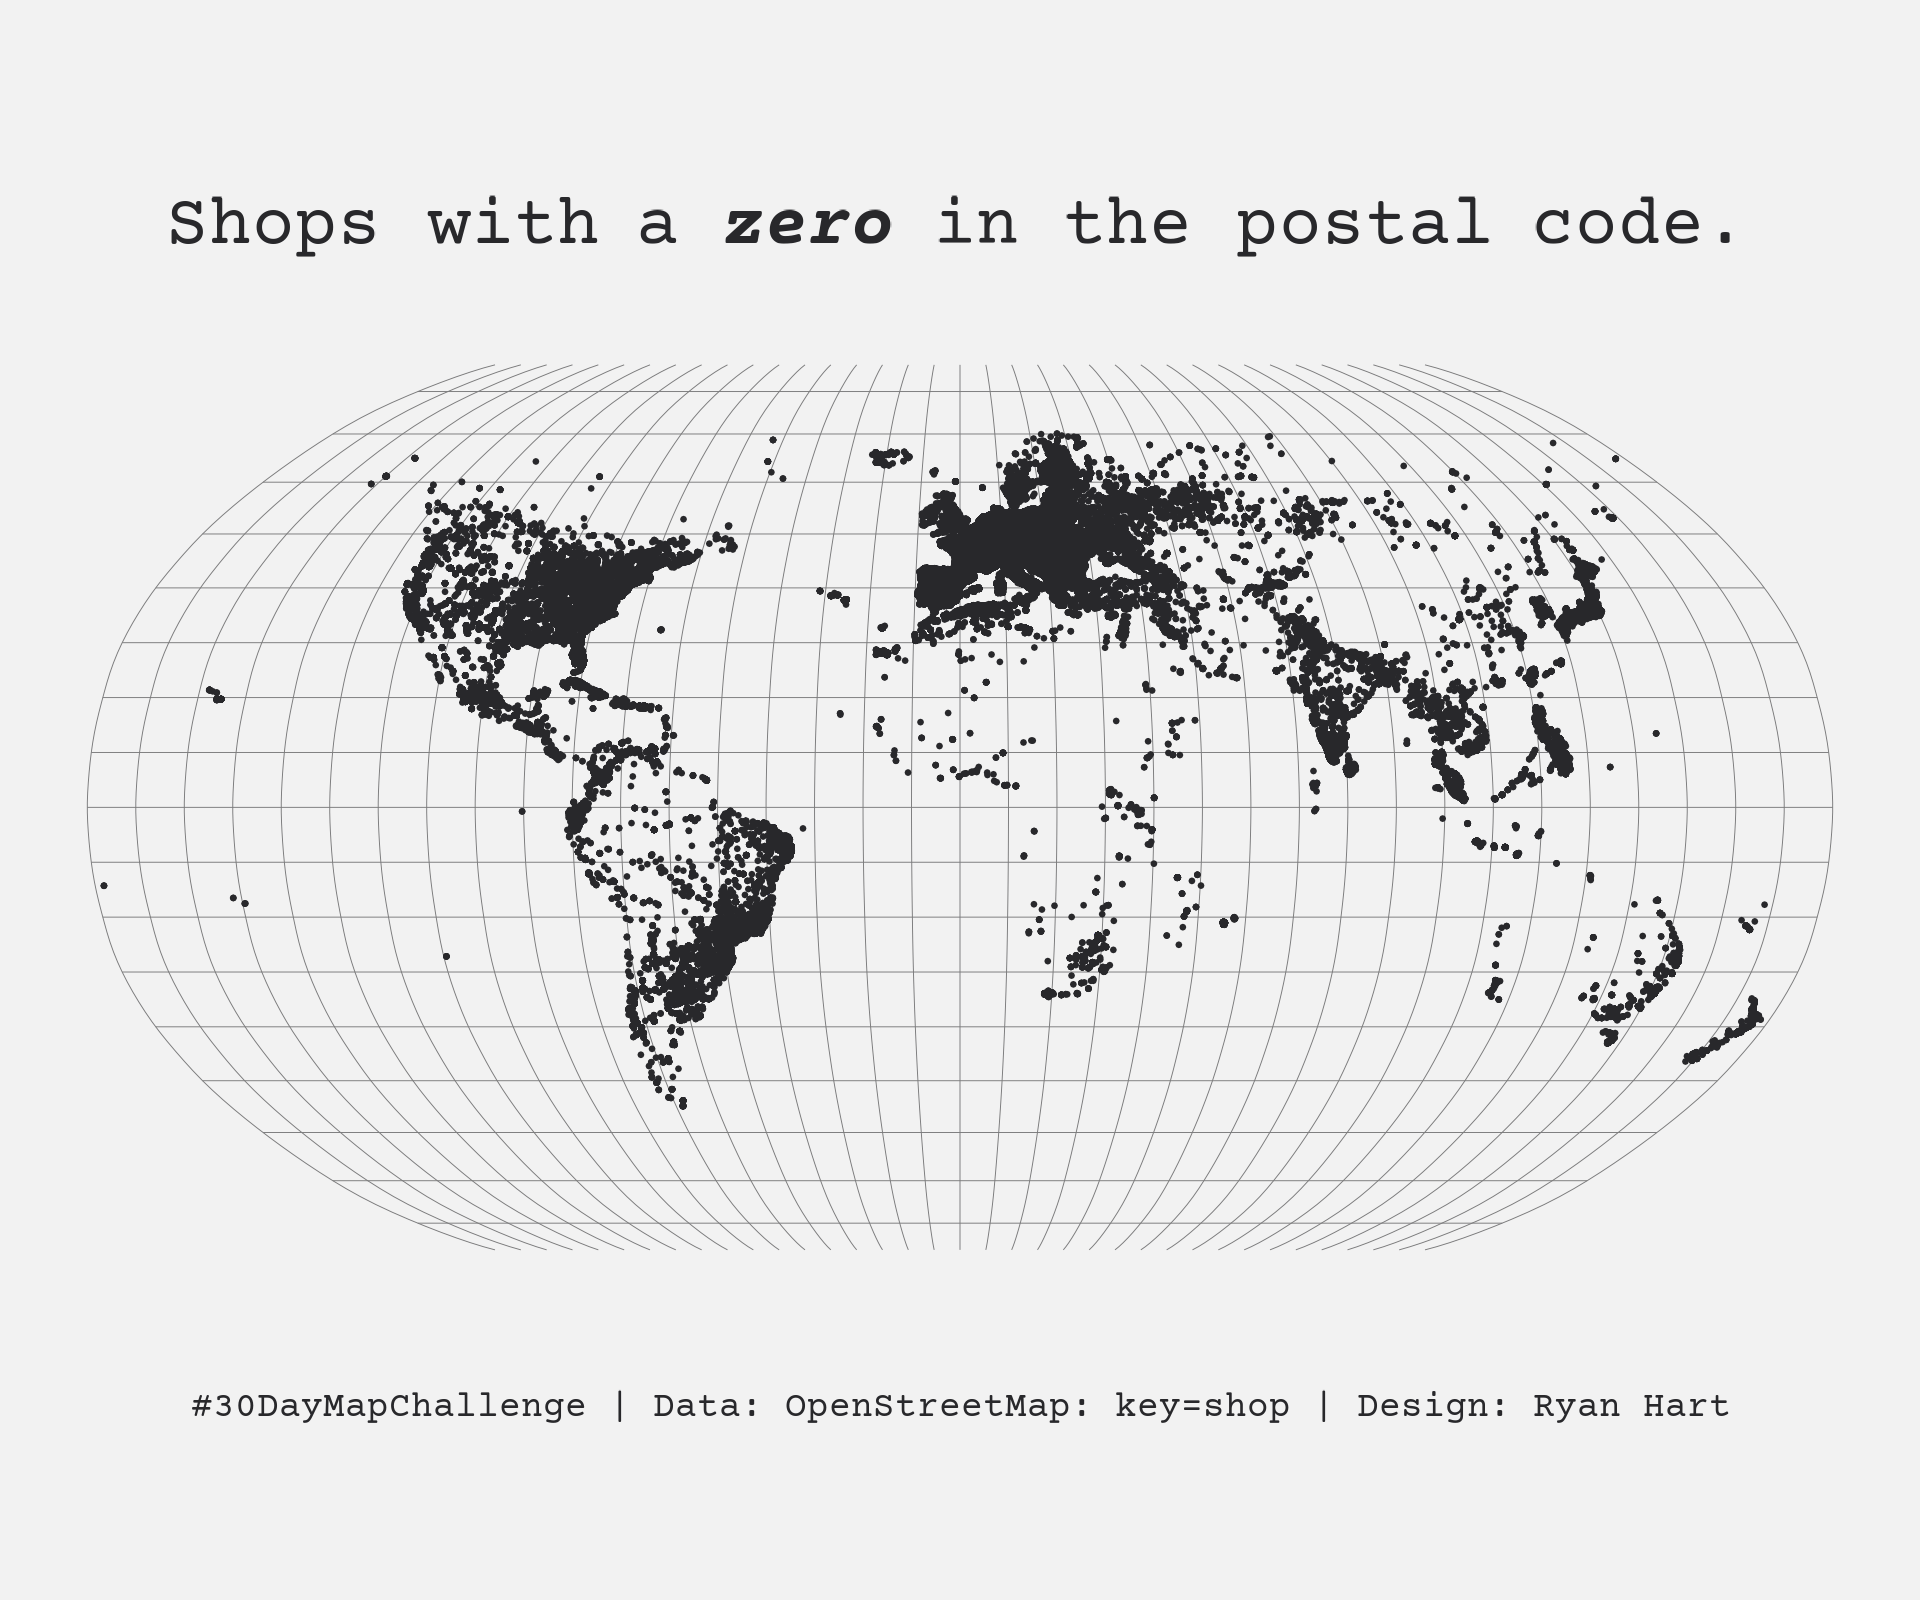 Shops with a zero in the postal code.
#30DayMapChallenge | Data: OpenStreetMap: key=shop | Design: Ryan Hart